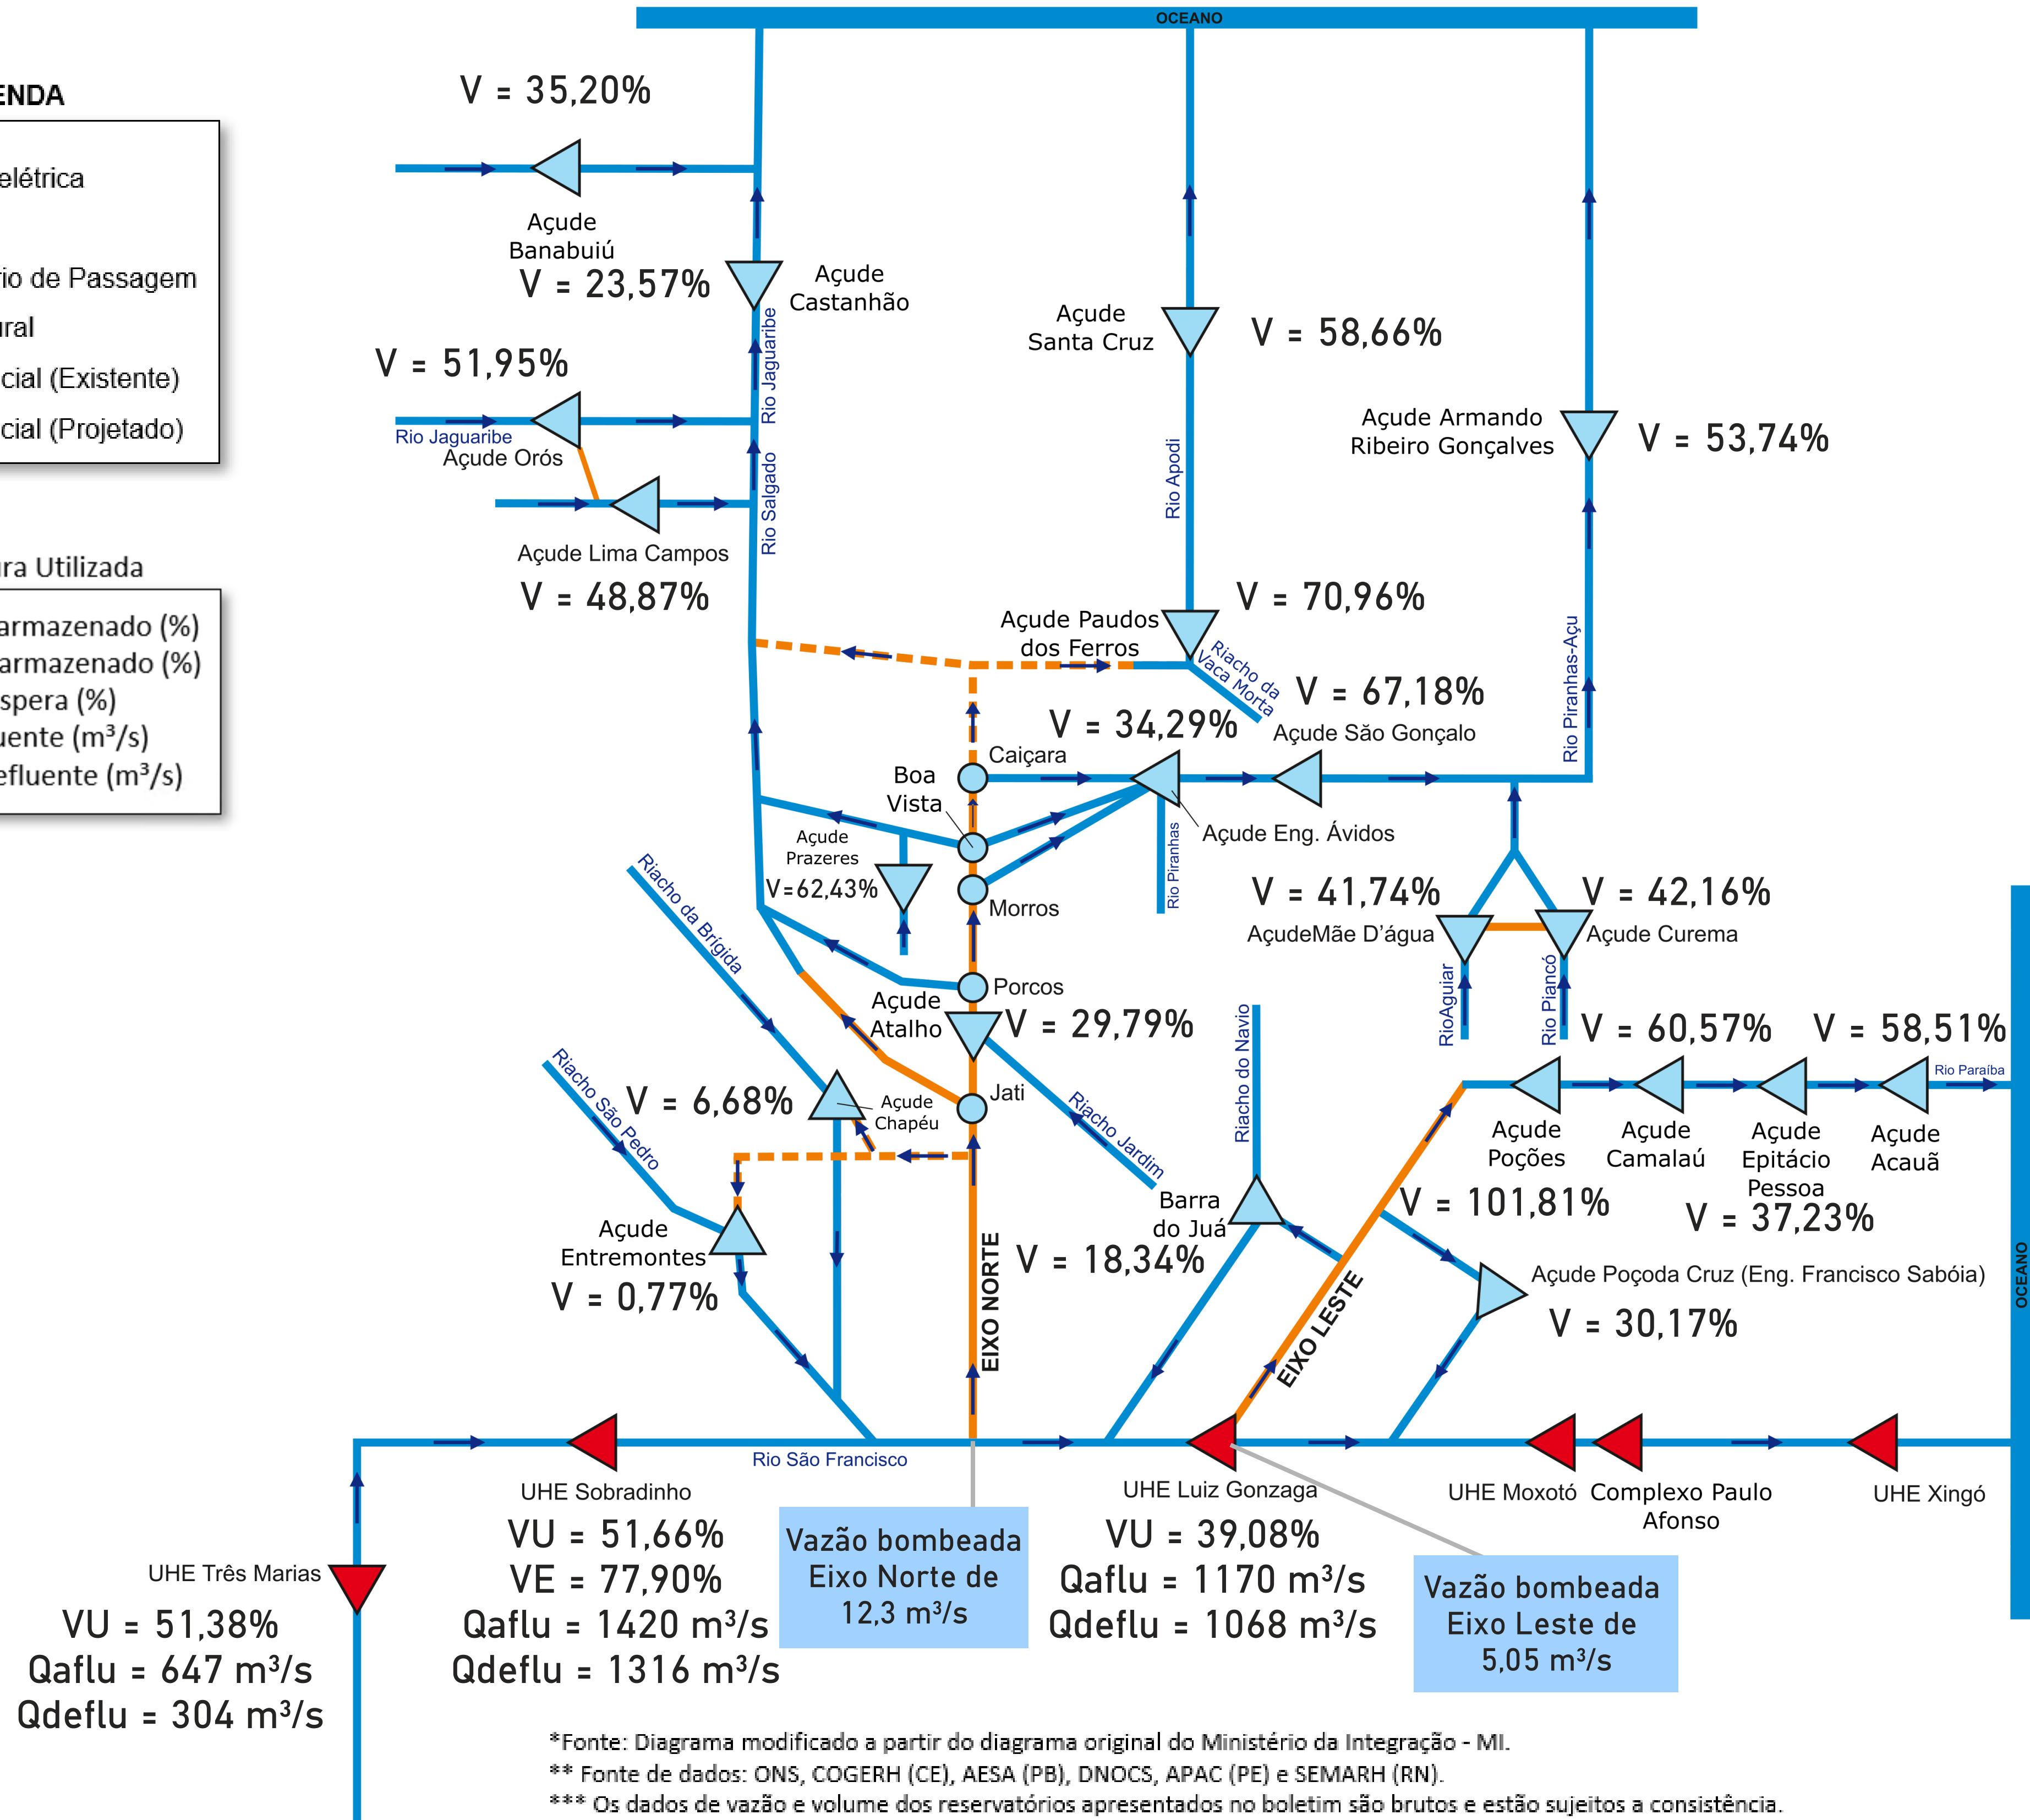 OCEANO
ENDA
elétrica
rio de Passagem
ural
cial (Existente)
cial (Projetado)
ura Utilizada
armazenado (%)
armazenado (%)
spera (%)
uente (m³/s)
efluente (m³/s)
V = 35,20%
Açude
Banabuiú
V = 23,57%
Açude
Castanhão
Rio Jaguaribe
V = 51,95%
Rio Jaguaribe
Açude Orós
Rio Salgado
Açude Lima Campos
V = 48,87%
Açude
Santa Cruz
V = 58,66%
Rio Apodi
Açude Armando
Ribeiro Gonçalves
V = 53,74%
Açude Paudos
dos Ferros
V = 70,96%
Riacho da
Vaca Morta
Rio Piranhas-Açu
V = 67,18%
Açude São Gonçalo
V = 34,29%
Caiçara
Boa
Vista
Açude Eng. Ávidos
Rio Piranhas
Açude
Prazeres
V=62,43%
Morros
V = 41,74%
AçudeMãe D'água
V = 42,16%
Açude Curema
RioAguiar
Rio Piancó
Riacho da Brígida
Porcos
Açude
Atalho
V = 29,79%
Riacho São Pedro
V = 6,68%
Açude
Chapéu
Jati
Riacho Jardim
Riacho do Navio
V = 60,57%
V = 58,51%
Rio Paraíba
Açude
Poções
Açude
Camalaú
Açude
Epitácio
Pessoa
Açude
Acauã
V = 101,81%
V = 37,23%
Barra
do Juá
V = 18,34%
Açude
Entremontes
V = 0,77%
EIXO NORTE
EIXO LESTE
Açude Poçoda Cruz (Eng. Francisco Sabóia)
V = 30,17%
OCEANO
Rio São Francisco
UHE Sobradinho
VU = 51,66%
VE = 77,90%
Qaflu = 1420 m³/s
Qdeflu = 1316 m³/s
Vazão bombeada
Eixo Norte de
12,3 m³/s
UHE Luiz Gonzaga
VU = 39,08%
Qaflu = 1170 m³/s
Qdeflu = 1068 m³/s
Vazão bombeada
Eixo Leste de
5,05 m³/s
UHE Moxotó
Complexo Paulo
Afonso
UHE Xingó
UHE Três Marias
VU = 51,38%
Qaflu = 647 m³/s
Qdeflu = 304 m³/s
*Fonte: Diagrama modificado a partir do diagrama original do Ministério da Integração - MI.
** Fonte de dados: ONS, COGERH (CE), AESA (PB), DNOCS, APAC (PE) e SEMARH (RN).
*** Os dados de vazão e volume dos reservatórios apresentados no boletim são brutos e estão sujeitos a consistência.